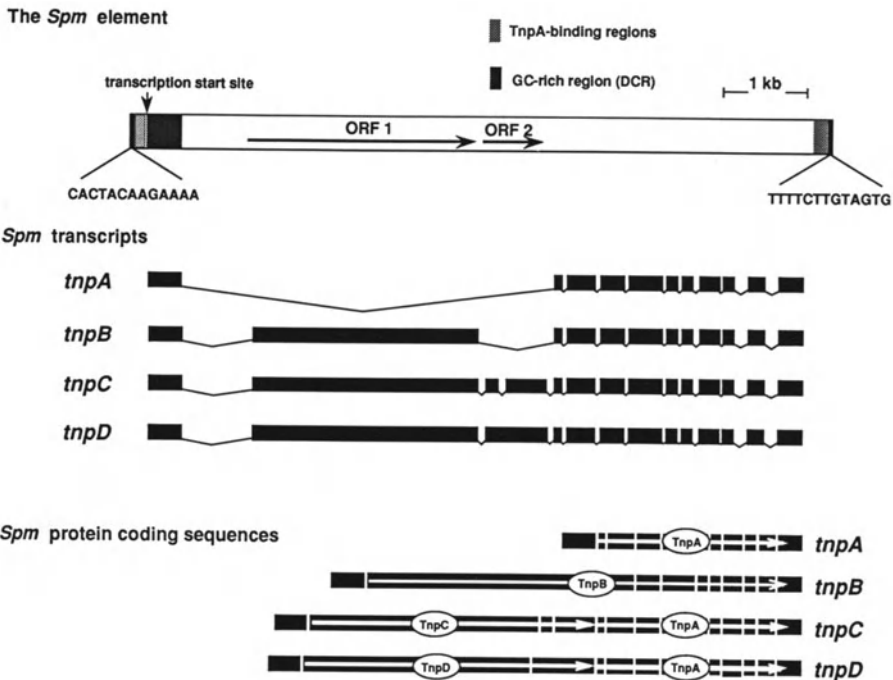 The Spm element
TnpA-binding regions
GC-rich region (DCR)
transcription start site
1 kb
ORF 1
ORF 2
CACTACAAGAAAA
TTTTCTTGTAGTG
Spm transcripts
tnpA
tnpB
tnpC
tnpD
Spm protein coding sequences
TnpA tnpA
TnpB tnpB
TnpC TnpA tnpC
TnpD TnpA tnpD